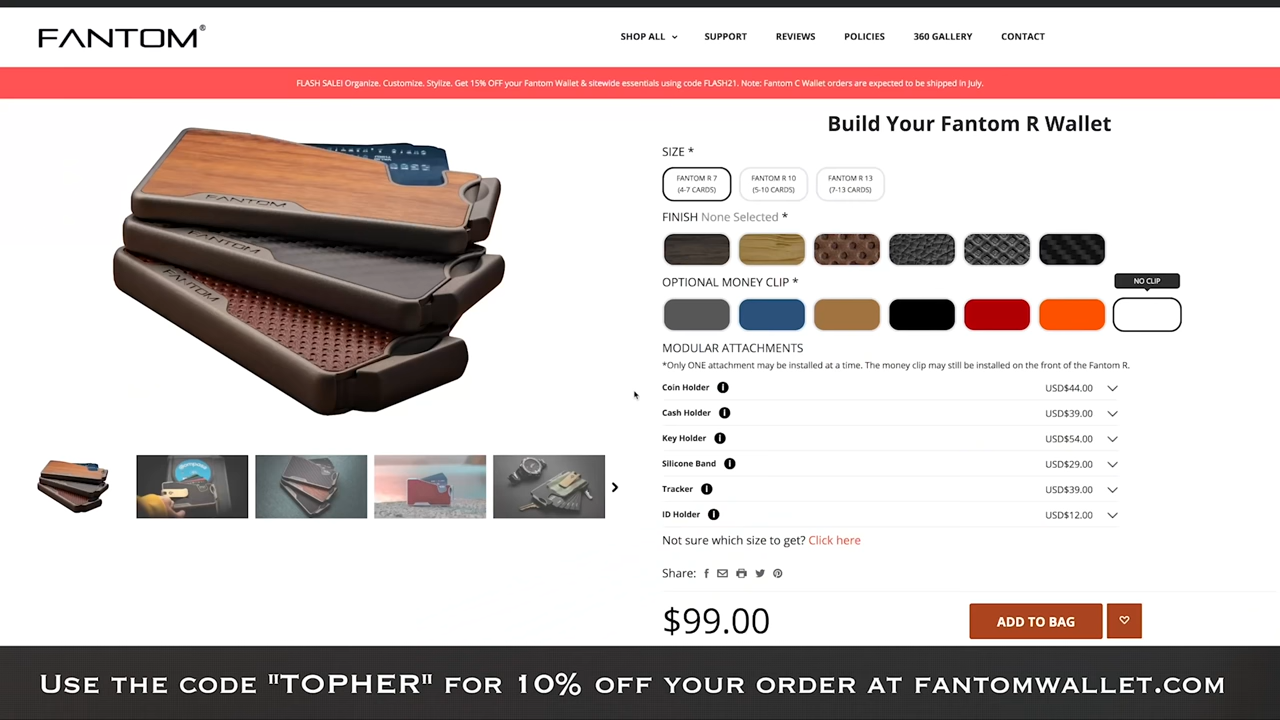 FANTOM®
SHOP ALL
SUPPORT
REVIEWS
POLICIES
360 GALLERY
CONTACT
FLASH SALE! Organize. Customize. Stylize. Get 15% OFF your Fantom Wallet & sitewide essentials using code FLASH21. Note: Fantom C Wallet orders are expected to be shipped in July.
FANTOM
FANTOM
FANTOM
Build Your Fantom R Wallet
SIZE *
FANTOM R 7
(4-7 CARDS)
FANTOM R 10
(5-10 CARDS)
FANTOM R 13
(7-13 CARDS)
FINISH None Selected *
OPTIONAL MONEY CLIP *
NO CLIP
MODULAR ATTACHMENTS
*Only ONE attachment may be installed at a time. The money clip may still be installed on the front of the Fantom R.
Coin Holder i USD$44.00
Cash Holder i USD$39.00
Key Holder i USD$54.00
Silicone Band i USD$29.00
Tracker i USD$39.00
ID Holder i USD$12.00
Not sure which size to get? Click here
Share:
$99.00
ADD TO BAG
USE THE CODE "TOPHER" FOR 10% OFF YOUR ORDER AT FANTOMWALLET.COM